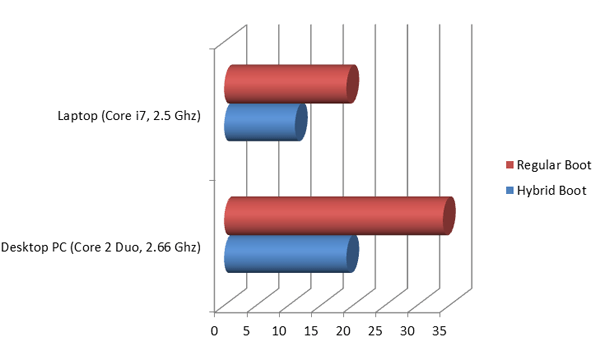 Laptop (Core i7, 2.5 Ghz)
Regular Boot
Hybrid Boot
Desktop PC (Core 2 Duo, 2.66 Ghz)
0 5 10 15 20 25 30 35